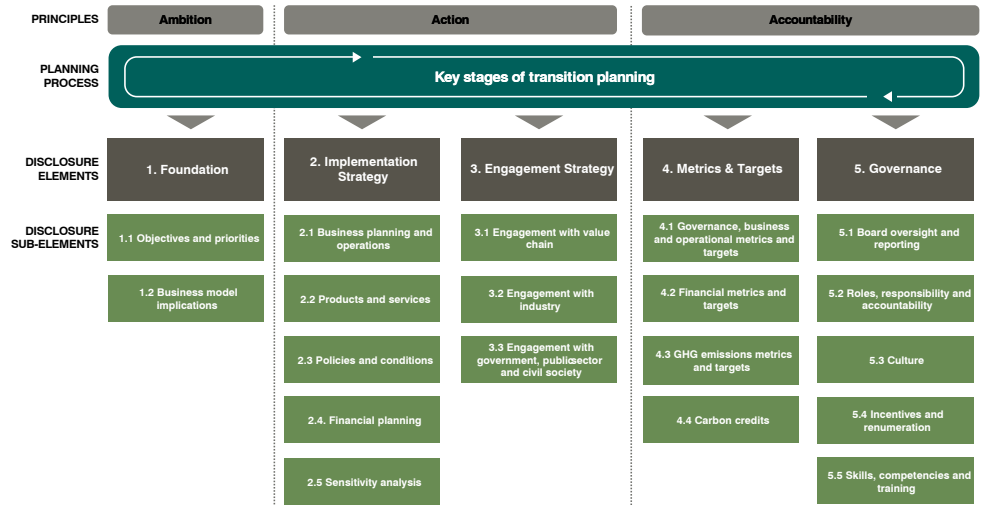 PRINCIPLES
Ambition
Action
Accountability
PLANNING
PROCESS
Key stages of transition planning
DISCLOSURE
ELEMENTS
1. Foundation
2. Implementation
Strategy
3. Engagement Strategy
4. Metrics & Targets
5. Governance
DISCLOSURE
SUB-ELEMENTS
1.1 Objectives and priorities
1.2 Business model
implications
2.1 Business planning and
operations
2.2 Products and services
2.3 Policies and conditions
2.4. Financial planning
2.5 Sensitivity analysis
3.1 Engagement with value
chain
3.2 Engagement with
industry
3.3 Engagement with
government, publicsector
and civil society
4.1 Governance, business
and operational metrics and
targets
4.2 Financial metrics and
targets
4.3 GHG emissions metrics
and targets
4.4 Carbon credits
5.1 Board oversight and
reporting
5.2 Roles, responsibility and
accountability
5.3 Culture
5.4 Incentives and
renumeration
5.5 Skills, competencies and
training